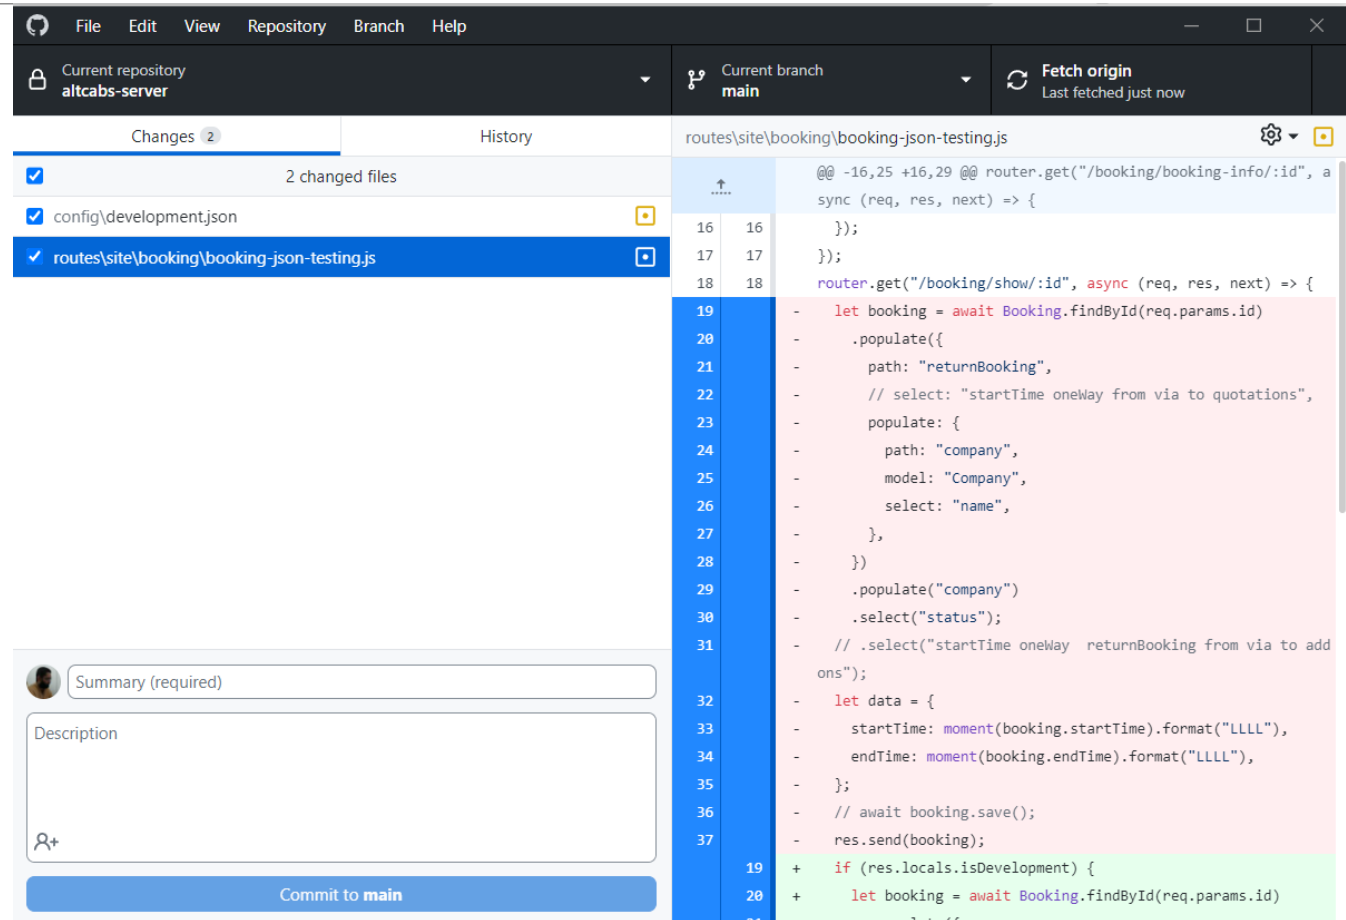 File Edit View Repository Branch Help
Current repository
altcabs-server
Current branch
main
Fetch origin
Last fetched just now
Changes 2
History
2 changed files
config\development.json
routes\site\booking\booking-json-testing.js
Summary (required)
Description
Commit to main
routes\site\booking\booking-json-testing.js
@@ -16,25 +16,29 @@ router.get("/booking/booking-info/:id", a
sync (req, res, next) => {
16 16 });
17 17 });
18 18 router.get("/booking/show/:id", async (req, res, next) => {
19 - let booking = await Booking.findById(req.params.id)
20 - .populate({
21 - path: "returnBooking",
22 - // select: "startTime oneWay from via to quotations",
23 - populate: {
24 - path: "company",
25 - model: "Company",
26 - select: "name",
27 - },
28 - })
29 - .populate("company")
30 - .select("status");
31 - // .select("startTime oneWay  returnBooking from via to add
ons");
32 - let data = {
33 - startTime: moment(booking.startTime).format("LLLL"),
34 - endTime: moment(booking.endTime).format("LLLL"),
35 - };
36 - // await booking.save();
37 - res.send(booking);
19 + if (res.locals.isDevelopment) {
20 + let booking = await Booking.findById(req.params.id)